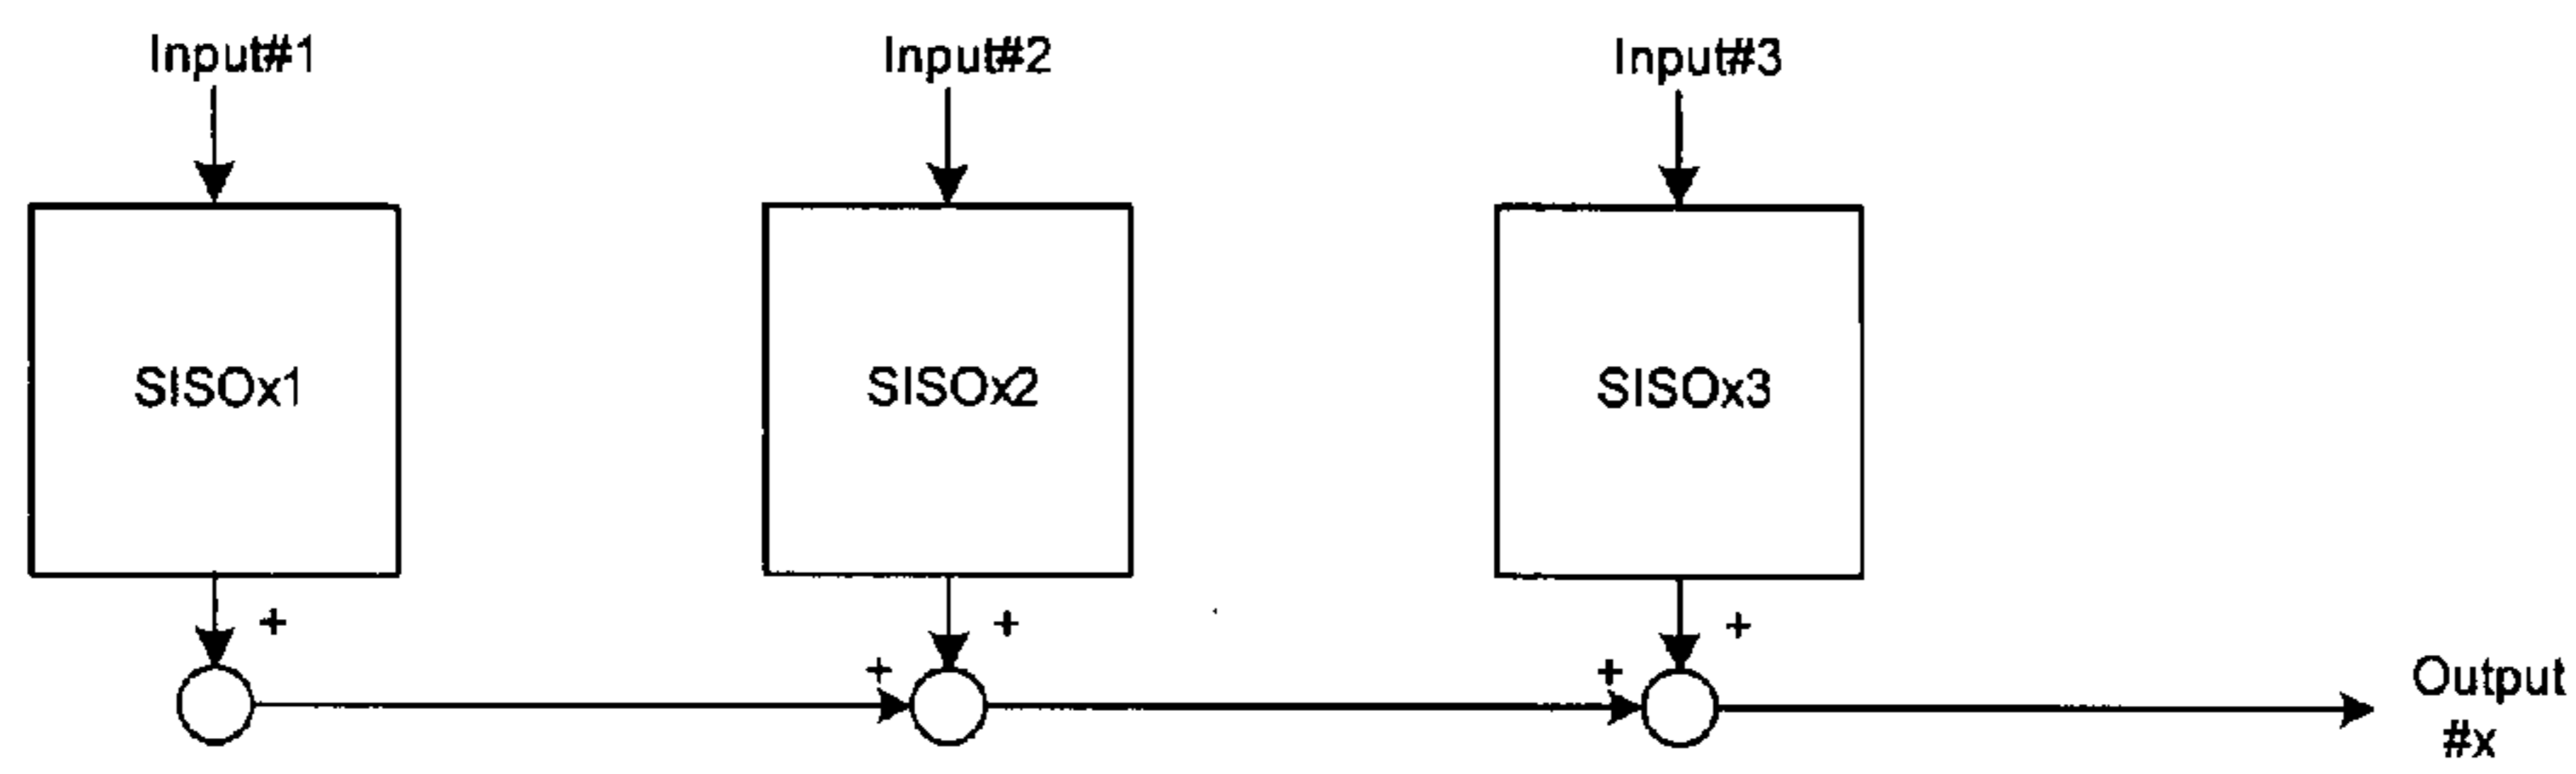 Input#1 Input#2 Input#3
SISOx1 SISOx2 SISOx3
+ + +
+ +
Output
#x